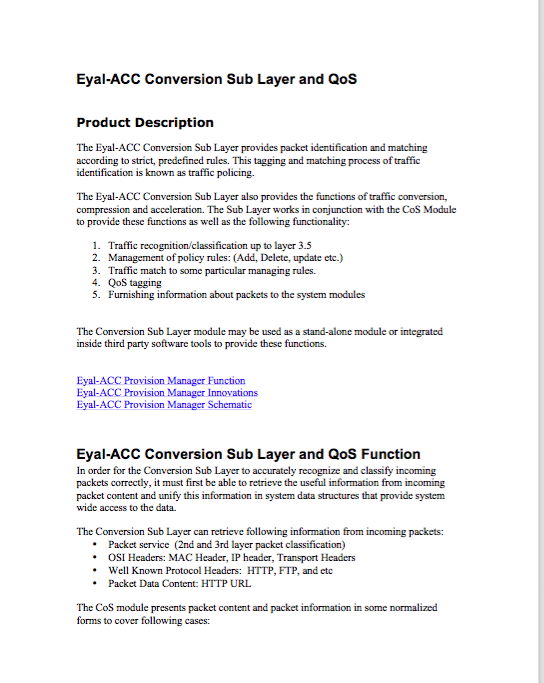 Eyal-ACC Conversion Sub Layer and QoS
Product Description
The Eyal-ACC Conversion Sub Layer provides packet identification and matching
according to strict, predefined rules. This tagging and matching process of traffic
identification is known as traffic policing.
The Eyal-ACC Conversion Sub Layer also provides the functions of traffic conversion,
compression and acceleration. The Sub Layer works in conjunction with the CoS Module
to provide these functions as well as the following functionality:
1. Traffic recognition/classification up to layer 3.5
2. Management of policy rules: (Add, Delete, update etc.)
3. Traffic match to some particular managing rules.
4. QoS tagging
5. Furnishing information about packets to the system modules
The Conversion Sub Layer module may be used as a stand-alone module or integrated
inside third party software tools to provide these functions.
Eyal-ACC Provision Manager Function
Eyal-ACC Provision Manager Innovations
Eyal-ACC Provision Manager Schematic
Eyal-ACC Conversion Sub Layer and QoS Function
In order for the Conversion Sub Layer to accurately recognize and classify incoming
packets correctly, it must first be able to retrieve the useful information from incoming
packet content and unify this information in system data structures that provide system
wide access to the data.
The Conversion Sub Layer can retrieve following information from incoming packets:
• Packet service (2nd and 3rd layer packet classification)
• OSI Headers: MAC Header, IP header, Transport Headers
• Well Known Protocol Headers: HTTP, FTP, and etc
• Packet Data Content: HTTP URL
The CoS module presents packet content and packet information in some normalized
forms to cover following cases: